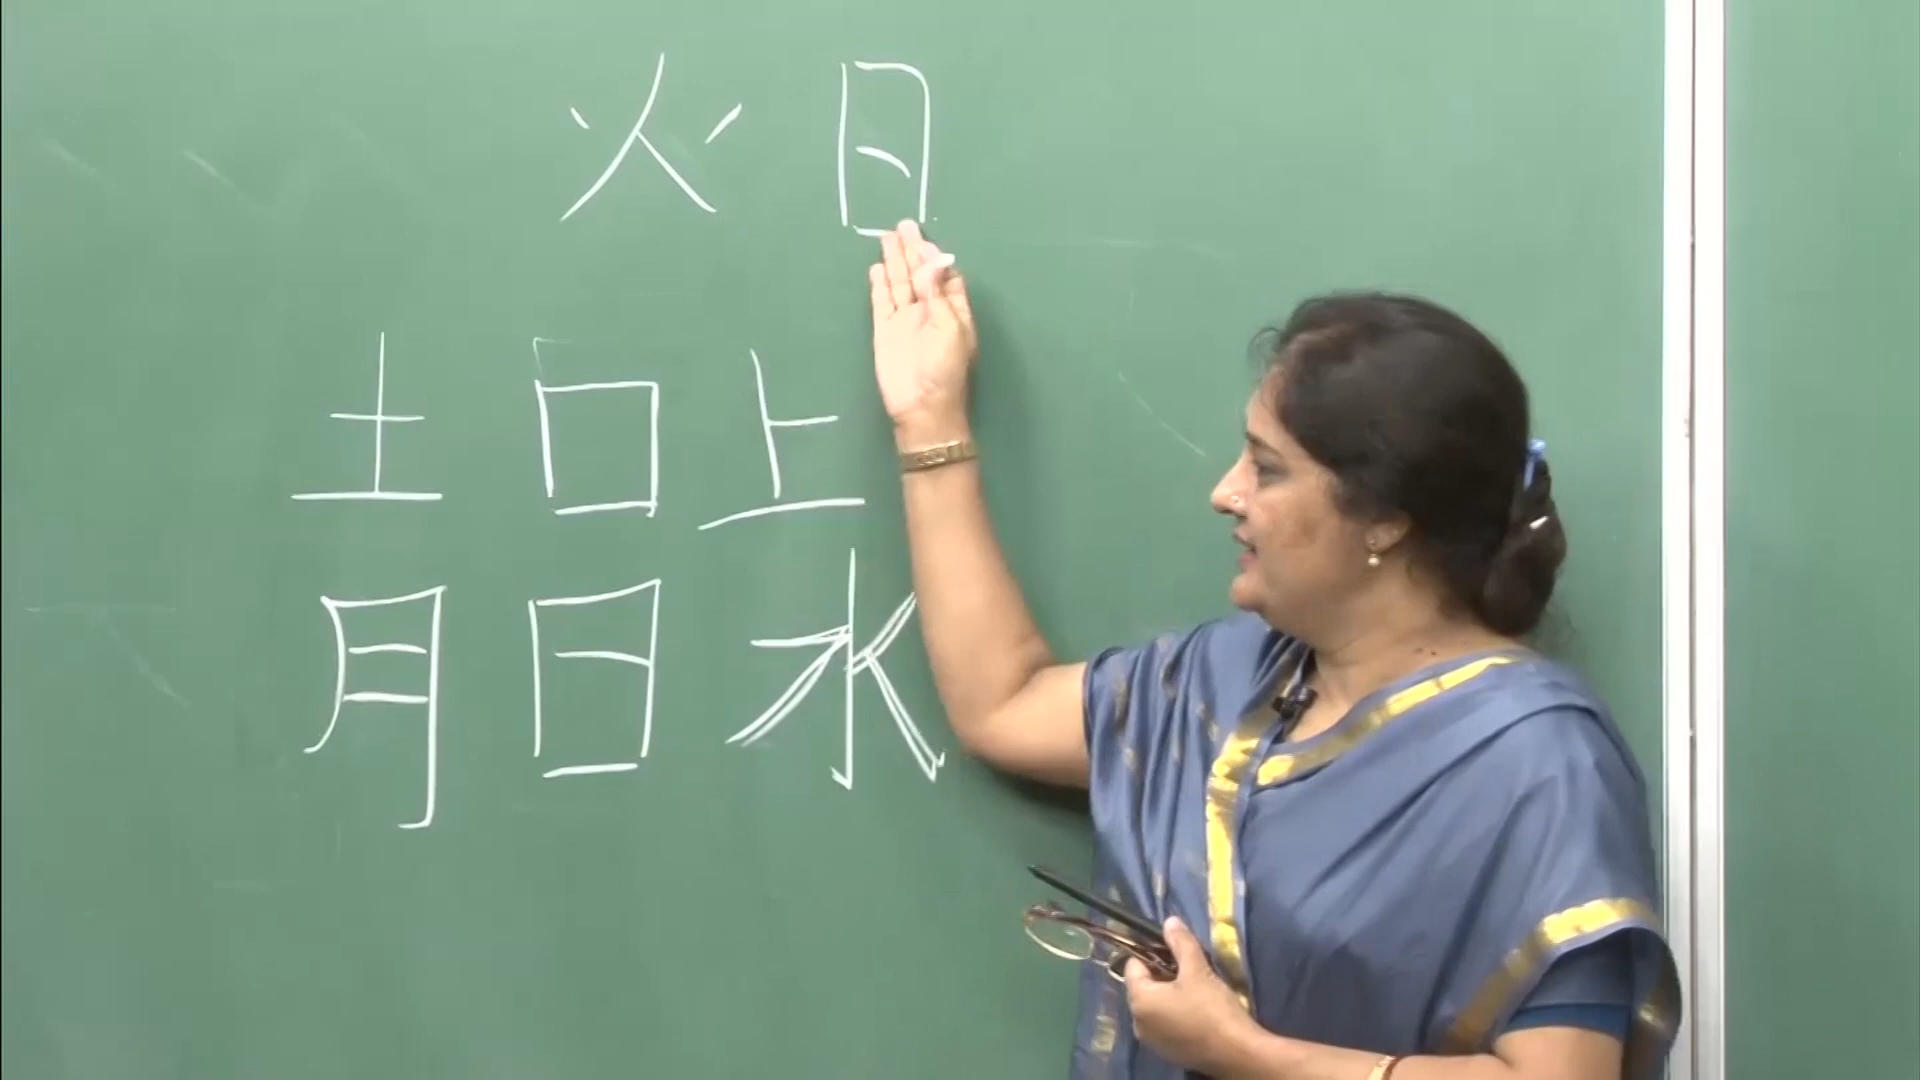 火 日
土 口 上
月 日 水